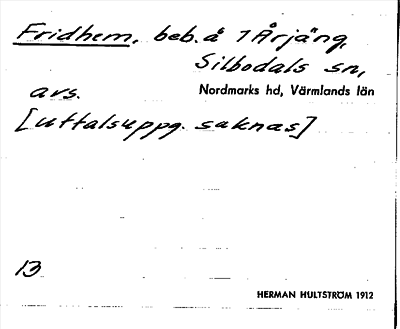 Fridhem, beb. å 1 Årjäng,
Silbodals sn,
avs. Nordmarks hd, Värmlands län
[uttalsuppg. saknas]
13
HERMAN HULTSTRÖM 1912